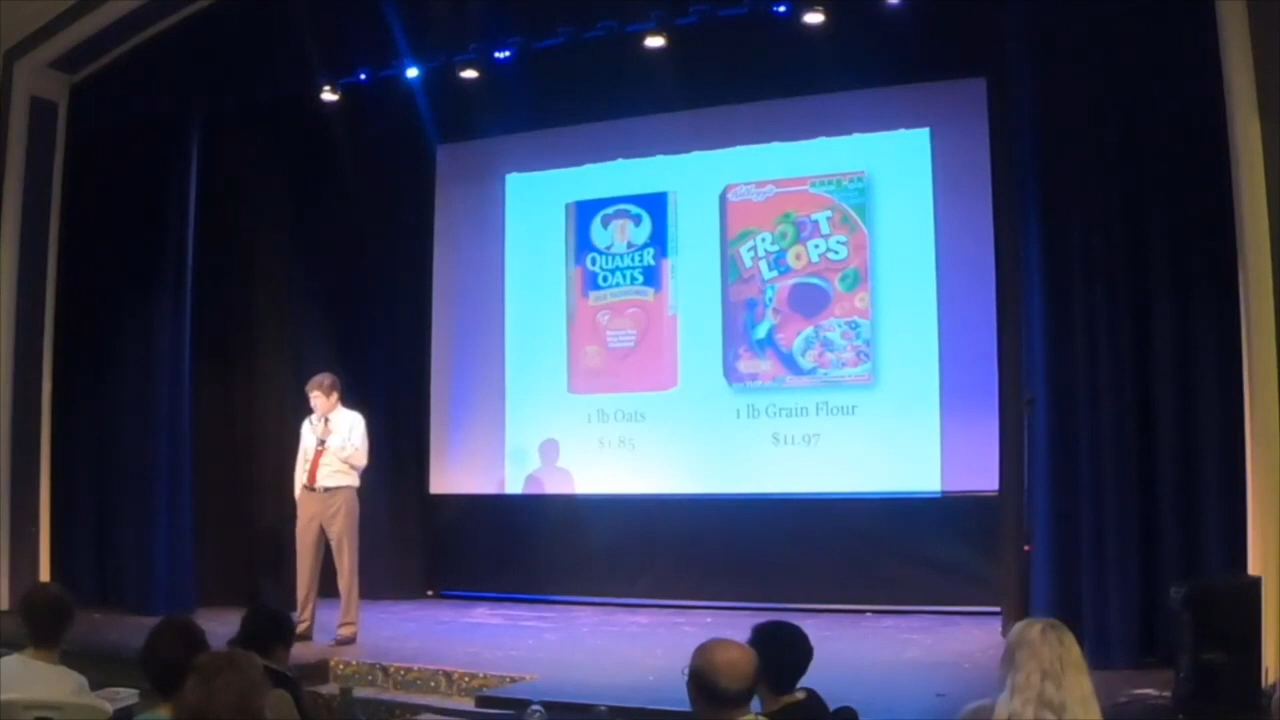 QUAKER
OATS
1 lb Oats
$1.85
Kellogg's
FROOT
LOOPS
1 lb Grain Flour
$11.97